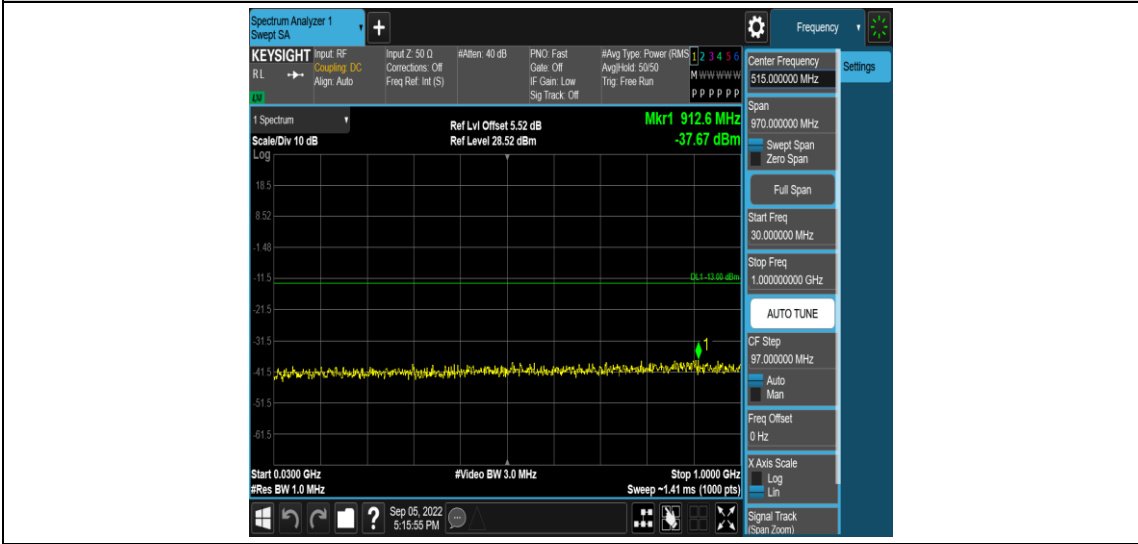 Spectrum Analyzer 1
Swept SA
Frequency
KEYSIGHT
RL
Input: RF
Coupling: DC
Align: Auto
Input Z: 50 Ω
Corrections: Off
Freq Ref: Int (S)
#Atten: 40 dB
PNO: Fast
Gate: Off
IF Gain: Low
Sig Track: Off
#Avg Type: Power (RMS
Avg|Hold: 50/50
Trig: Free Run
1 2 3 4 5 6
M W W W W W
P P P P P P
1 Spectrum
Scale/Div 10 dB
Log
Ref Lvl Offset 5.52 dB
Ref Level 28.52 dBm
Mkr1 912.6 MHz
-37.67 dBm
18.5
8.52
-1.48
-11.5
DL1 -13.00 dBm
-21.5
-31.5
1
-41.5
-51.5
-61.5
Start 0.0300 GHz
#Res BW 1.0 MHz
#Video BW 3.0 MHz
Stop 1.0000 GHz
Sweep ~1.41 ms (1000 pts)
?
Sep 05, 2022
5:15:55 PM
Center Frequency
515.000000 MHz
Settings
Span
970.000000 MHz
Swept Span
Zero Span
Full Span
Start Freq
30.000000 MHz
Stop Freq
1.000000000 GHz
AUTO TUNE
CF Step
97.000000 MHz
Auto
Man
Freq Offset
0 Hz
X Axis Scale
Log
Lin
Signal Track
(Span Zoom)